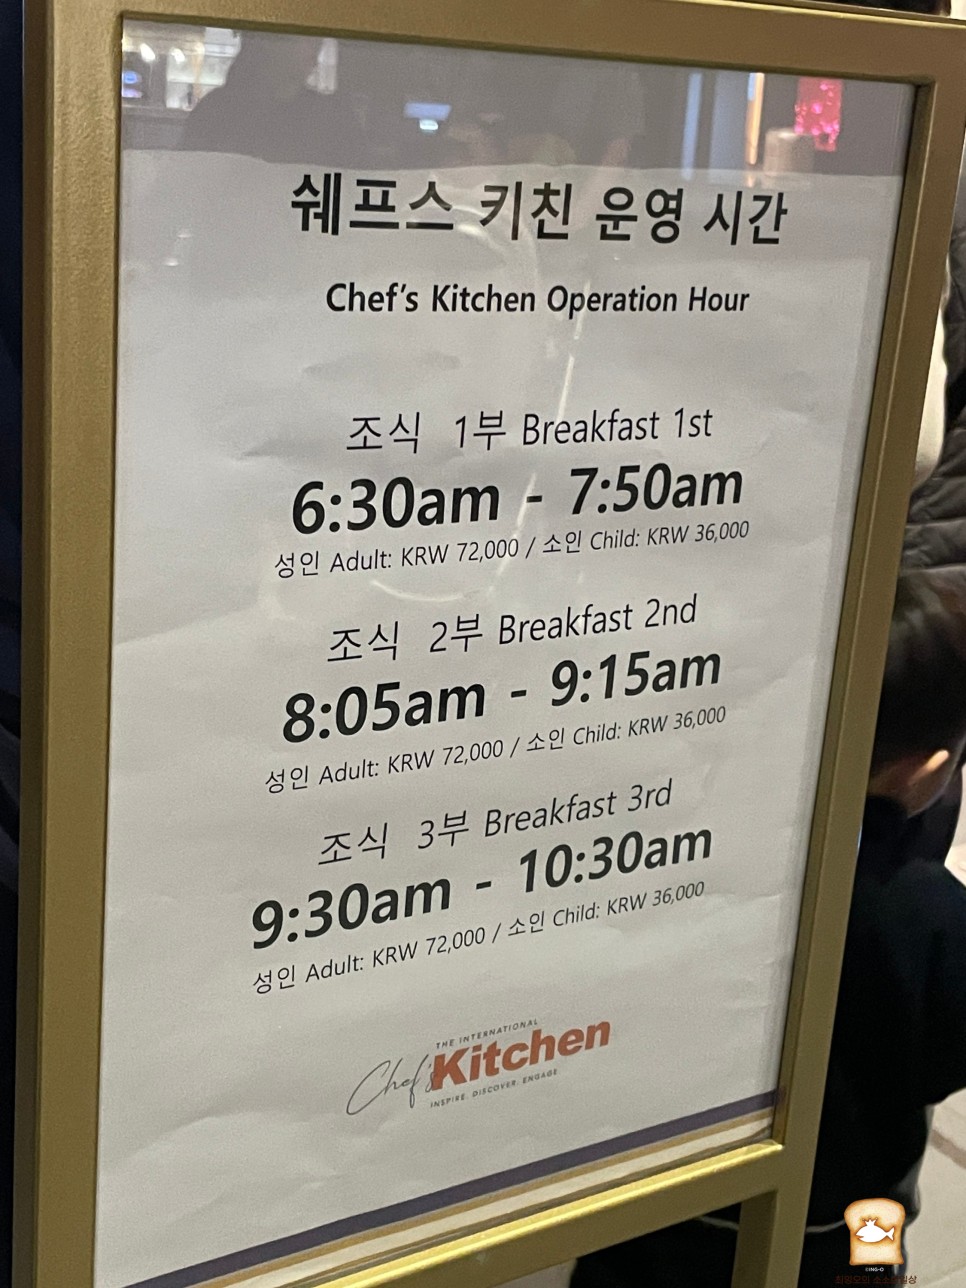 쉐프스 키친 운영 시간
Chef's Kitchen Operation Hour
조식 1부 Breakfast 1st
6:30am - 7:50am
성인 Adult: KRW 72,000 / 소인 Child: KRW 36,000
조식 2부 Breakfast 2nd
8:05am - 9:15am
성인 Adult: KRW 72,000 / 소인 Child: KRW 36,000
조식 3부 Breakfast 3rd
9:30am - 10:30am
성인 Adult: KRW 72,000 / 소인 Child: KRW 36,000
THE INTERNATIONAL
Chef's Kitchen
INSPIRE. DISCOVER. ENGAGE